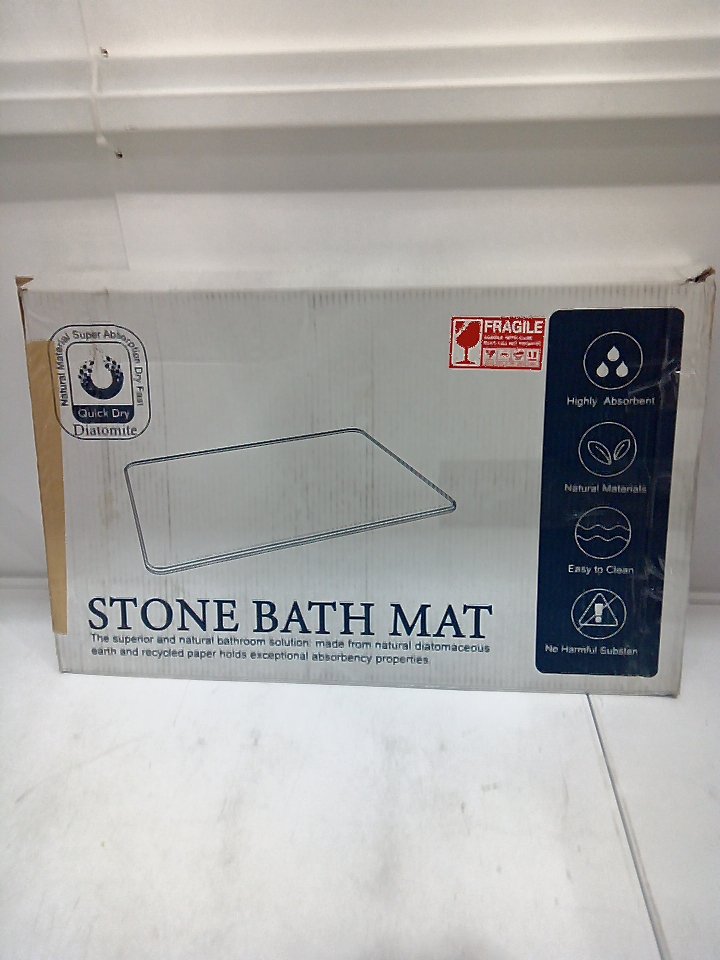 Natural Material Super Absorption Dry Fast
Quick Dry
Diatomite
FRAGILE
Highly Absorbent
Natural Materials
Easy to Clean
No Harmful Substan
STONE BATH MAT
The superior and natural bathroom solution: made from natural diatomaceous
earth and recycled paper holds exceptional absorbency properties.